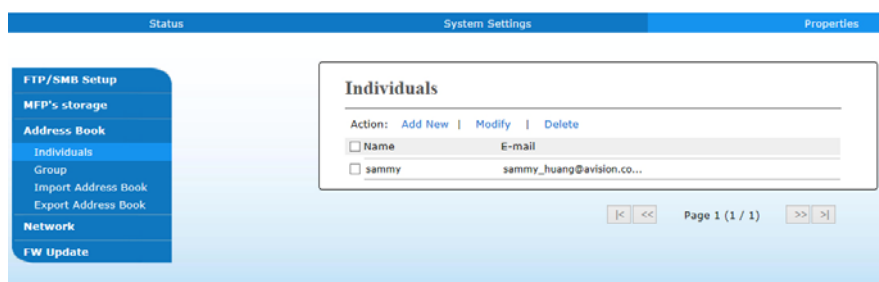 Status System Settings Properties
FTP/SMB Setup
MFP's storage
Address Book
Individuals
Group
Import Address Book
Export Address Book
Network
FW Update
Individuals
Action: Add New | Modify | Delete
Name E-mail
sammy sammy_huang@avision.co...
|< << Page 1 (1 / 1) >> >|